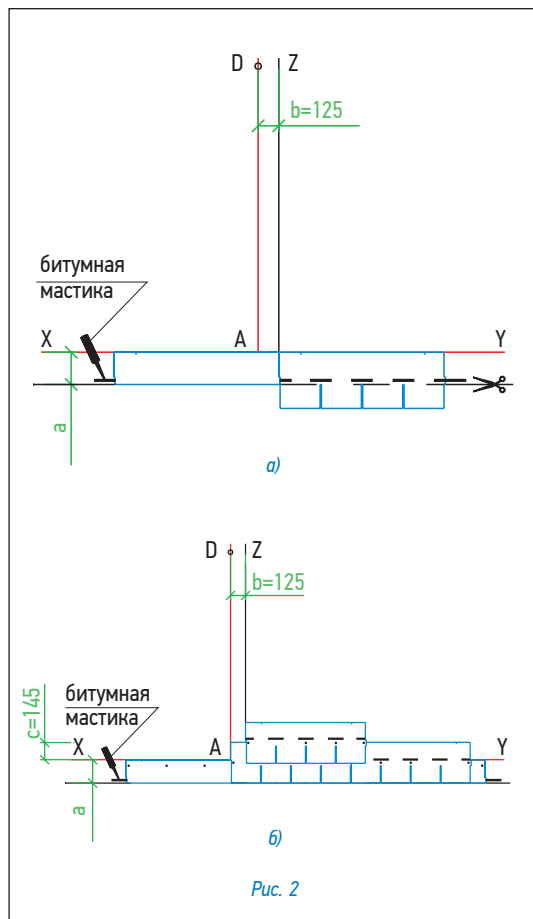 D Z
b=125
битумная
мастика
X A Y
a
а)
D Z
b=125
c=145
битумная
мастика
X A Y
a
б)
Рис. 2